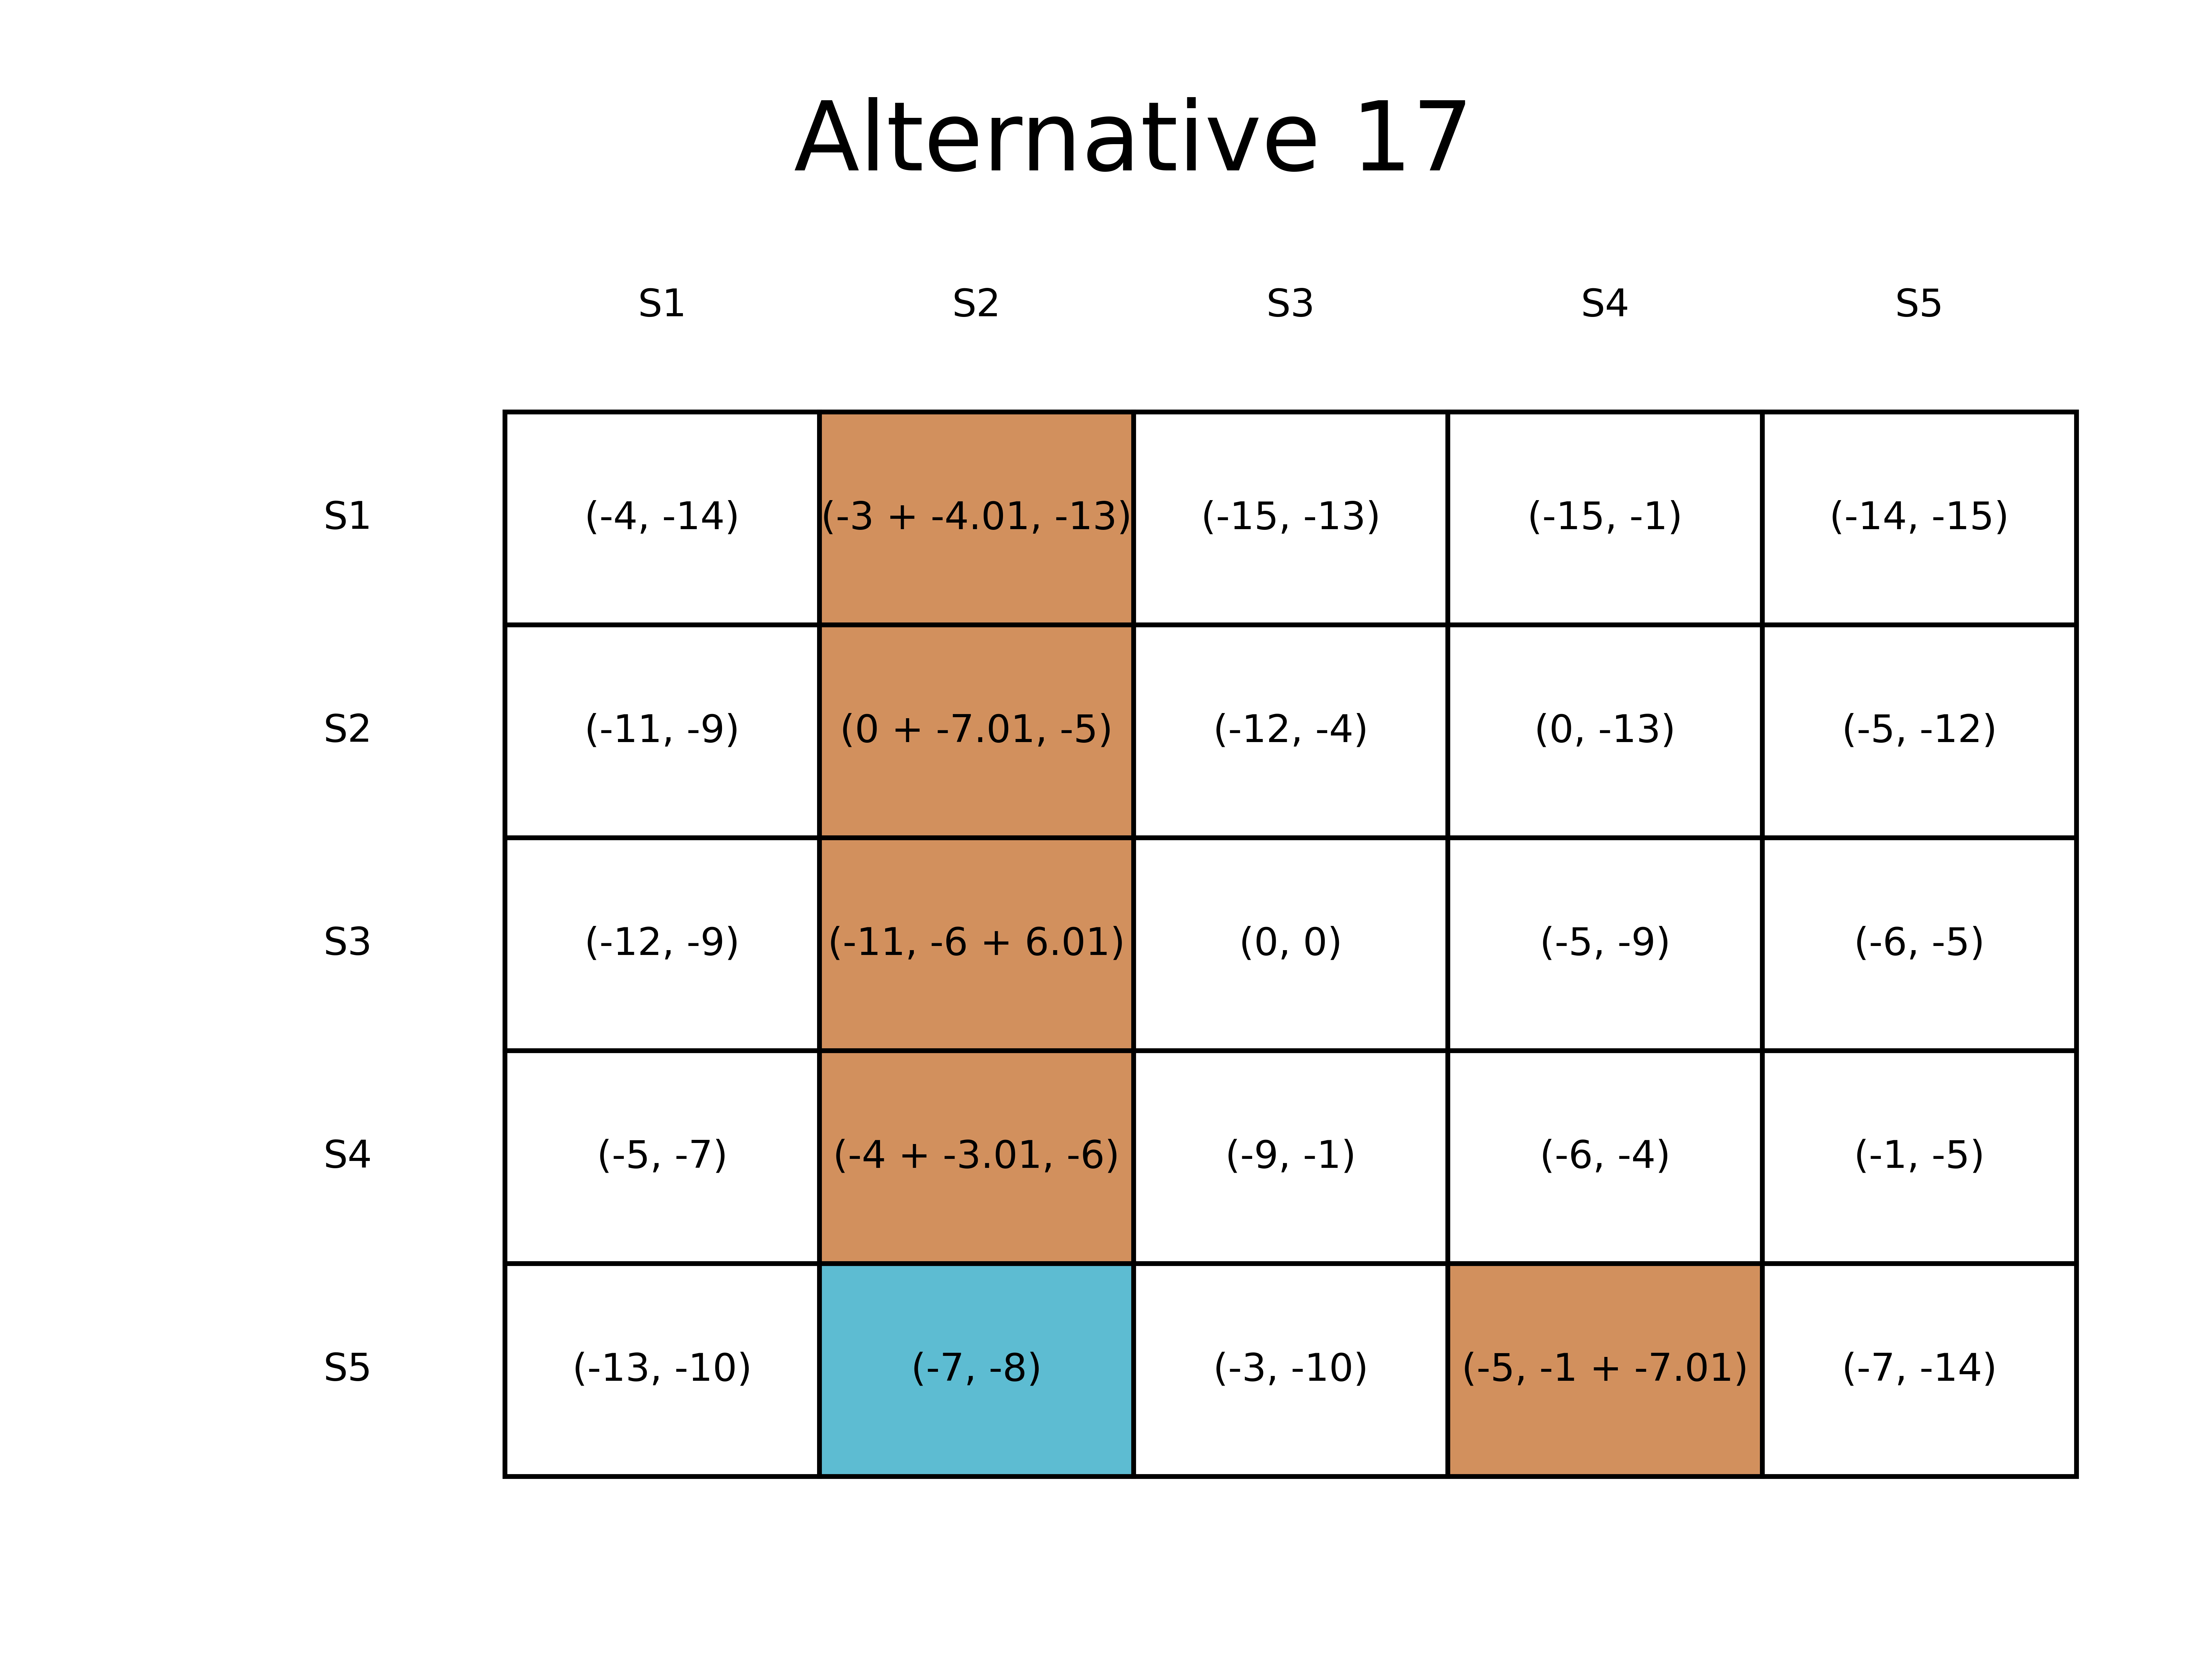 Alternative 17
S1 S2 S3 S4 S5
S1 (-4, -14) (-3 + -4.01, -13) (-15, -13) (-15, -1) (-14, -15)
S2 (-11, -9) (0 + -7.01, -5) (-12, -4) (0, -13) (-5, -12)
S3 (-12, -9) (-11, -6 + 6.01) (0, 0) (-5, -9) (-6, -5)
S4 (-5, -7) (-4 + -3.01, -6) (-9, -1) (-6, -4) (-1, -5)
S5 (-13, -10) (-7, -8) (-3, -10) (-5, -1 + -7.01) (-7, -14)